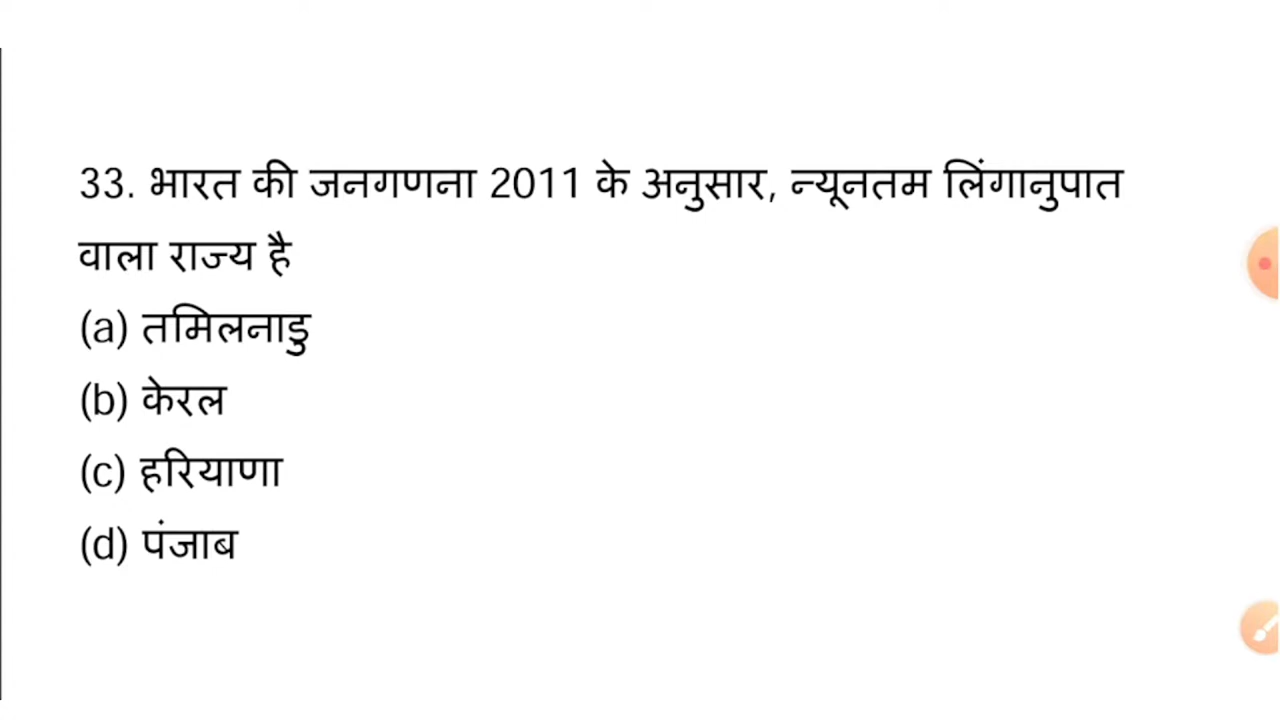 33. भारत की जनगणना 2011 के अनुसार, न्यूनतम लिंगानुपात
वाला राज्य है
(a) तमिलनाडु
(b) केरल
(c) हरियाणा
(d) पंजाब